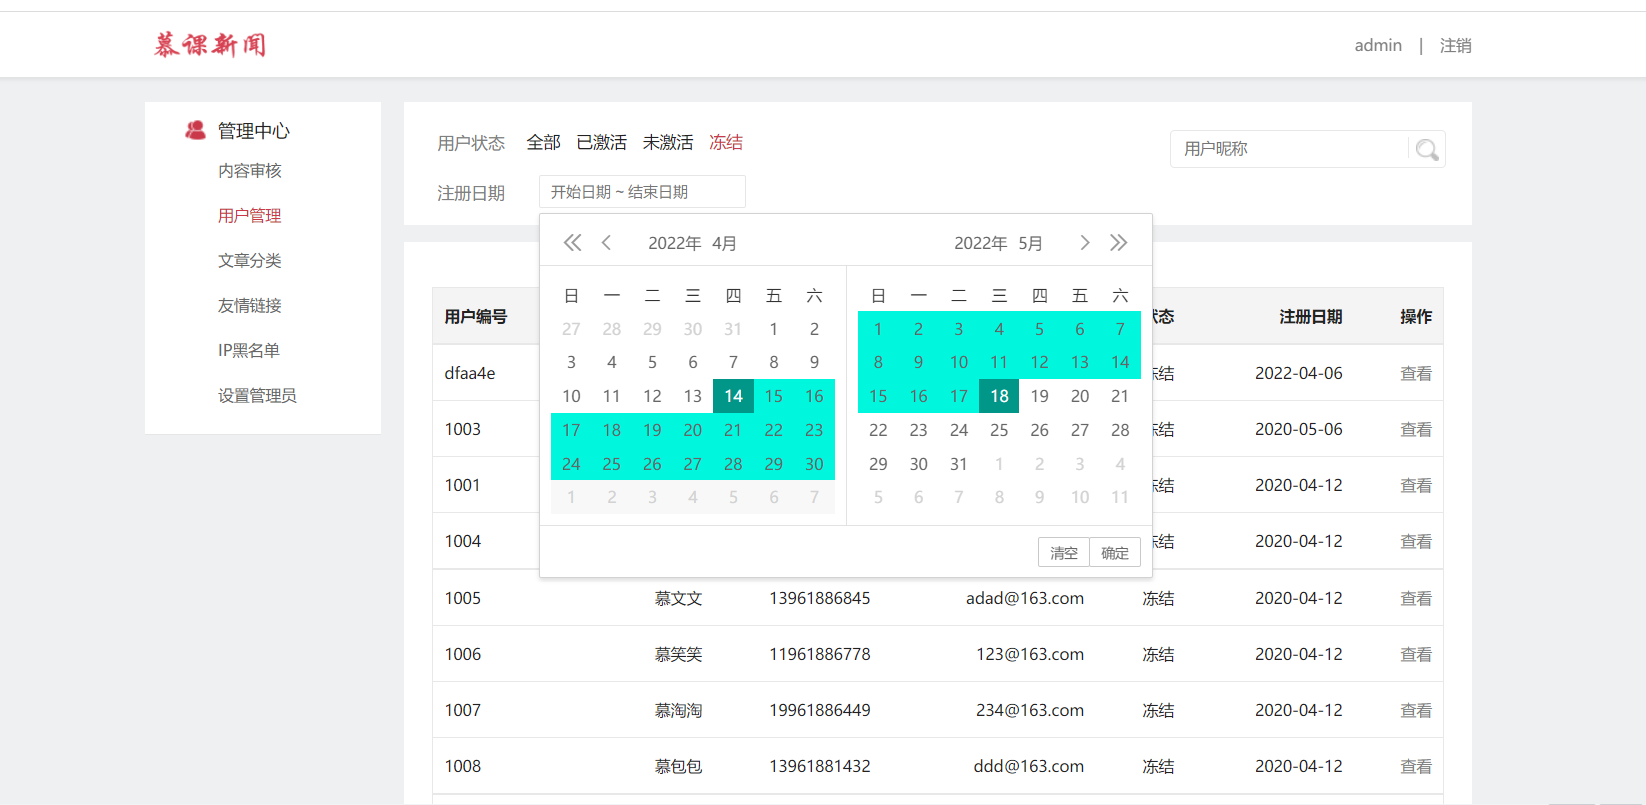 慕课新闻
admin | 注销
管理中心
内容审核
用户管理
文章分类
友情链接
IP黑名单
设置管理员
用户状态 全部 已激活 未激活 冻结
用户昵称
注册日期 开始日期 ~ 结束日期
2022年 4月
日 一 二 三 四 五 六
27 28 29 30 31 1 2
3 4 5 6 7 8 9
10 11 12 13 14 15 16
17 18 19 20 21 22 23
24 25 26 27 28 29 30
1 2 3 4 5 6 7
2022年 5月
日 一 二 三 四 五 六
1 2 3 4 5 6 7
8 9 10 11 12 13 14
15 16 17 18 19 20 21
22 23 24 25 26 27 28
29 30 31 1 2 3 4
5 6 7 8 9 10 11
清空 确定
用户编号 态 注册日期 操作
dfaa4e 结 2022-04-06 查看
1003 结 2020-05-06 查看
1001 结 2020-04-12 查看
1004 结 2020-04-12 查看
1005 慕文文 13961886845 adad@163.com 冻结 2020-04-12 查看
1006 慕笑笑 11961886778 123@163.com 冻结 2020-04-12 查看
1007 慕淘淘 19961886449 234@163.com 冻结 2020-04-12 查看
1008 慕包包 13961881432 ddd@163.com 冻结 2020-04-12 查看